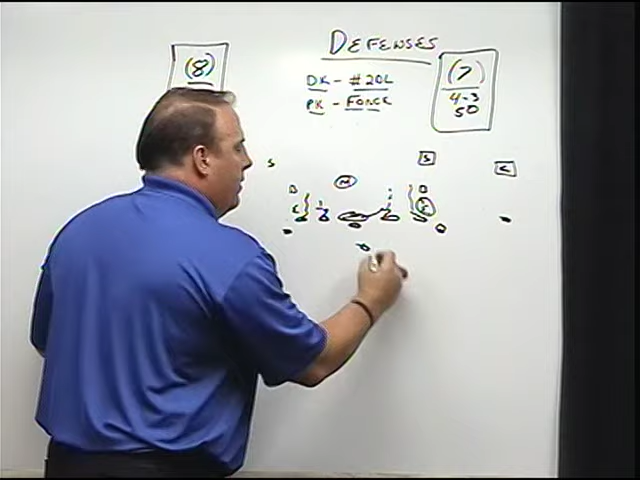 DEFENSES
(8)
(7)
4-3
50
DK - #20L
PK - FORCE
S
S
C
M